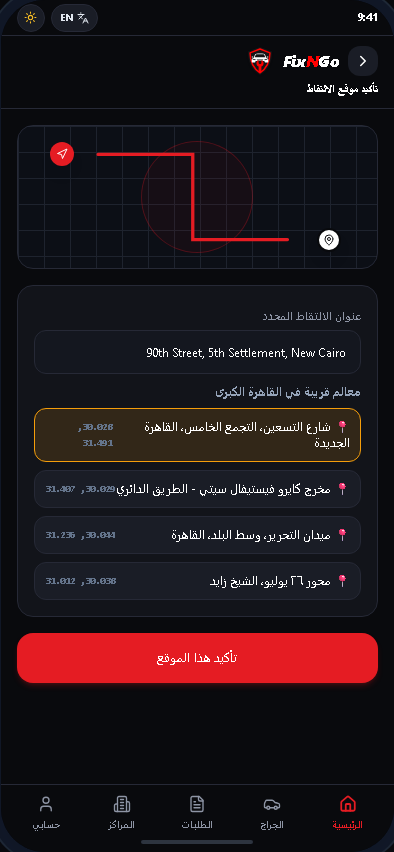 9:41
EN
FixNGo
تأكيد موقع الالتقاط
عنوان الالتقاط المحدد
90th Street, 5th Settlement, New Cairo
معالم قريبة في القاهرة الكبرى
شارع التسعين، التجمع الخامس، القاهرة
الجديدة
30.028,
31.491
مخرج كايرو فيستيفال سيتي - الطريق الدائري 30.029, 31.407
ميدان التحرير، وسط البلد، القاهرة 30.044, 31.236
محور ٢٦ يوليو، الشيخ زايد 30.038, 31.012
تأكيد هذا الموقع
الرئيسية
الجراج
الطلبات
المراكز
حسابي